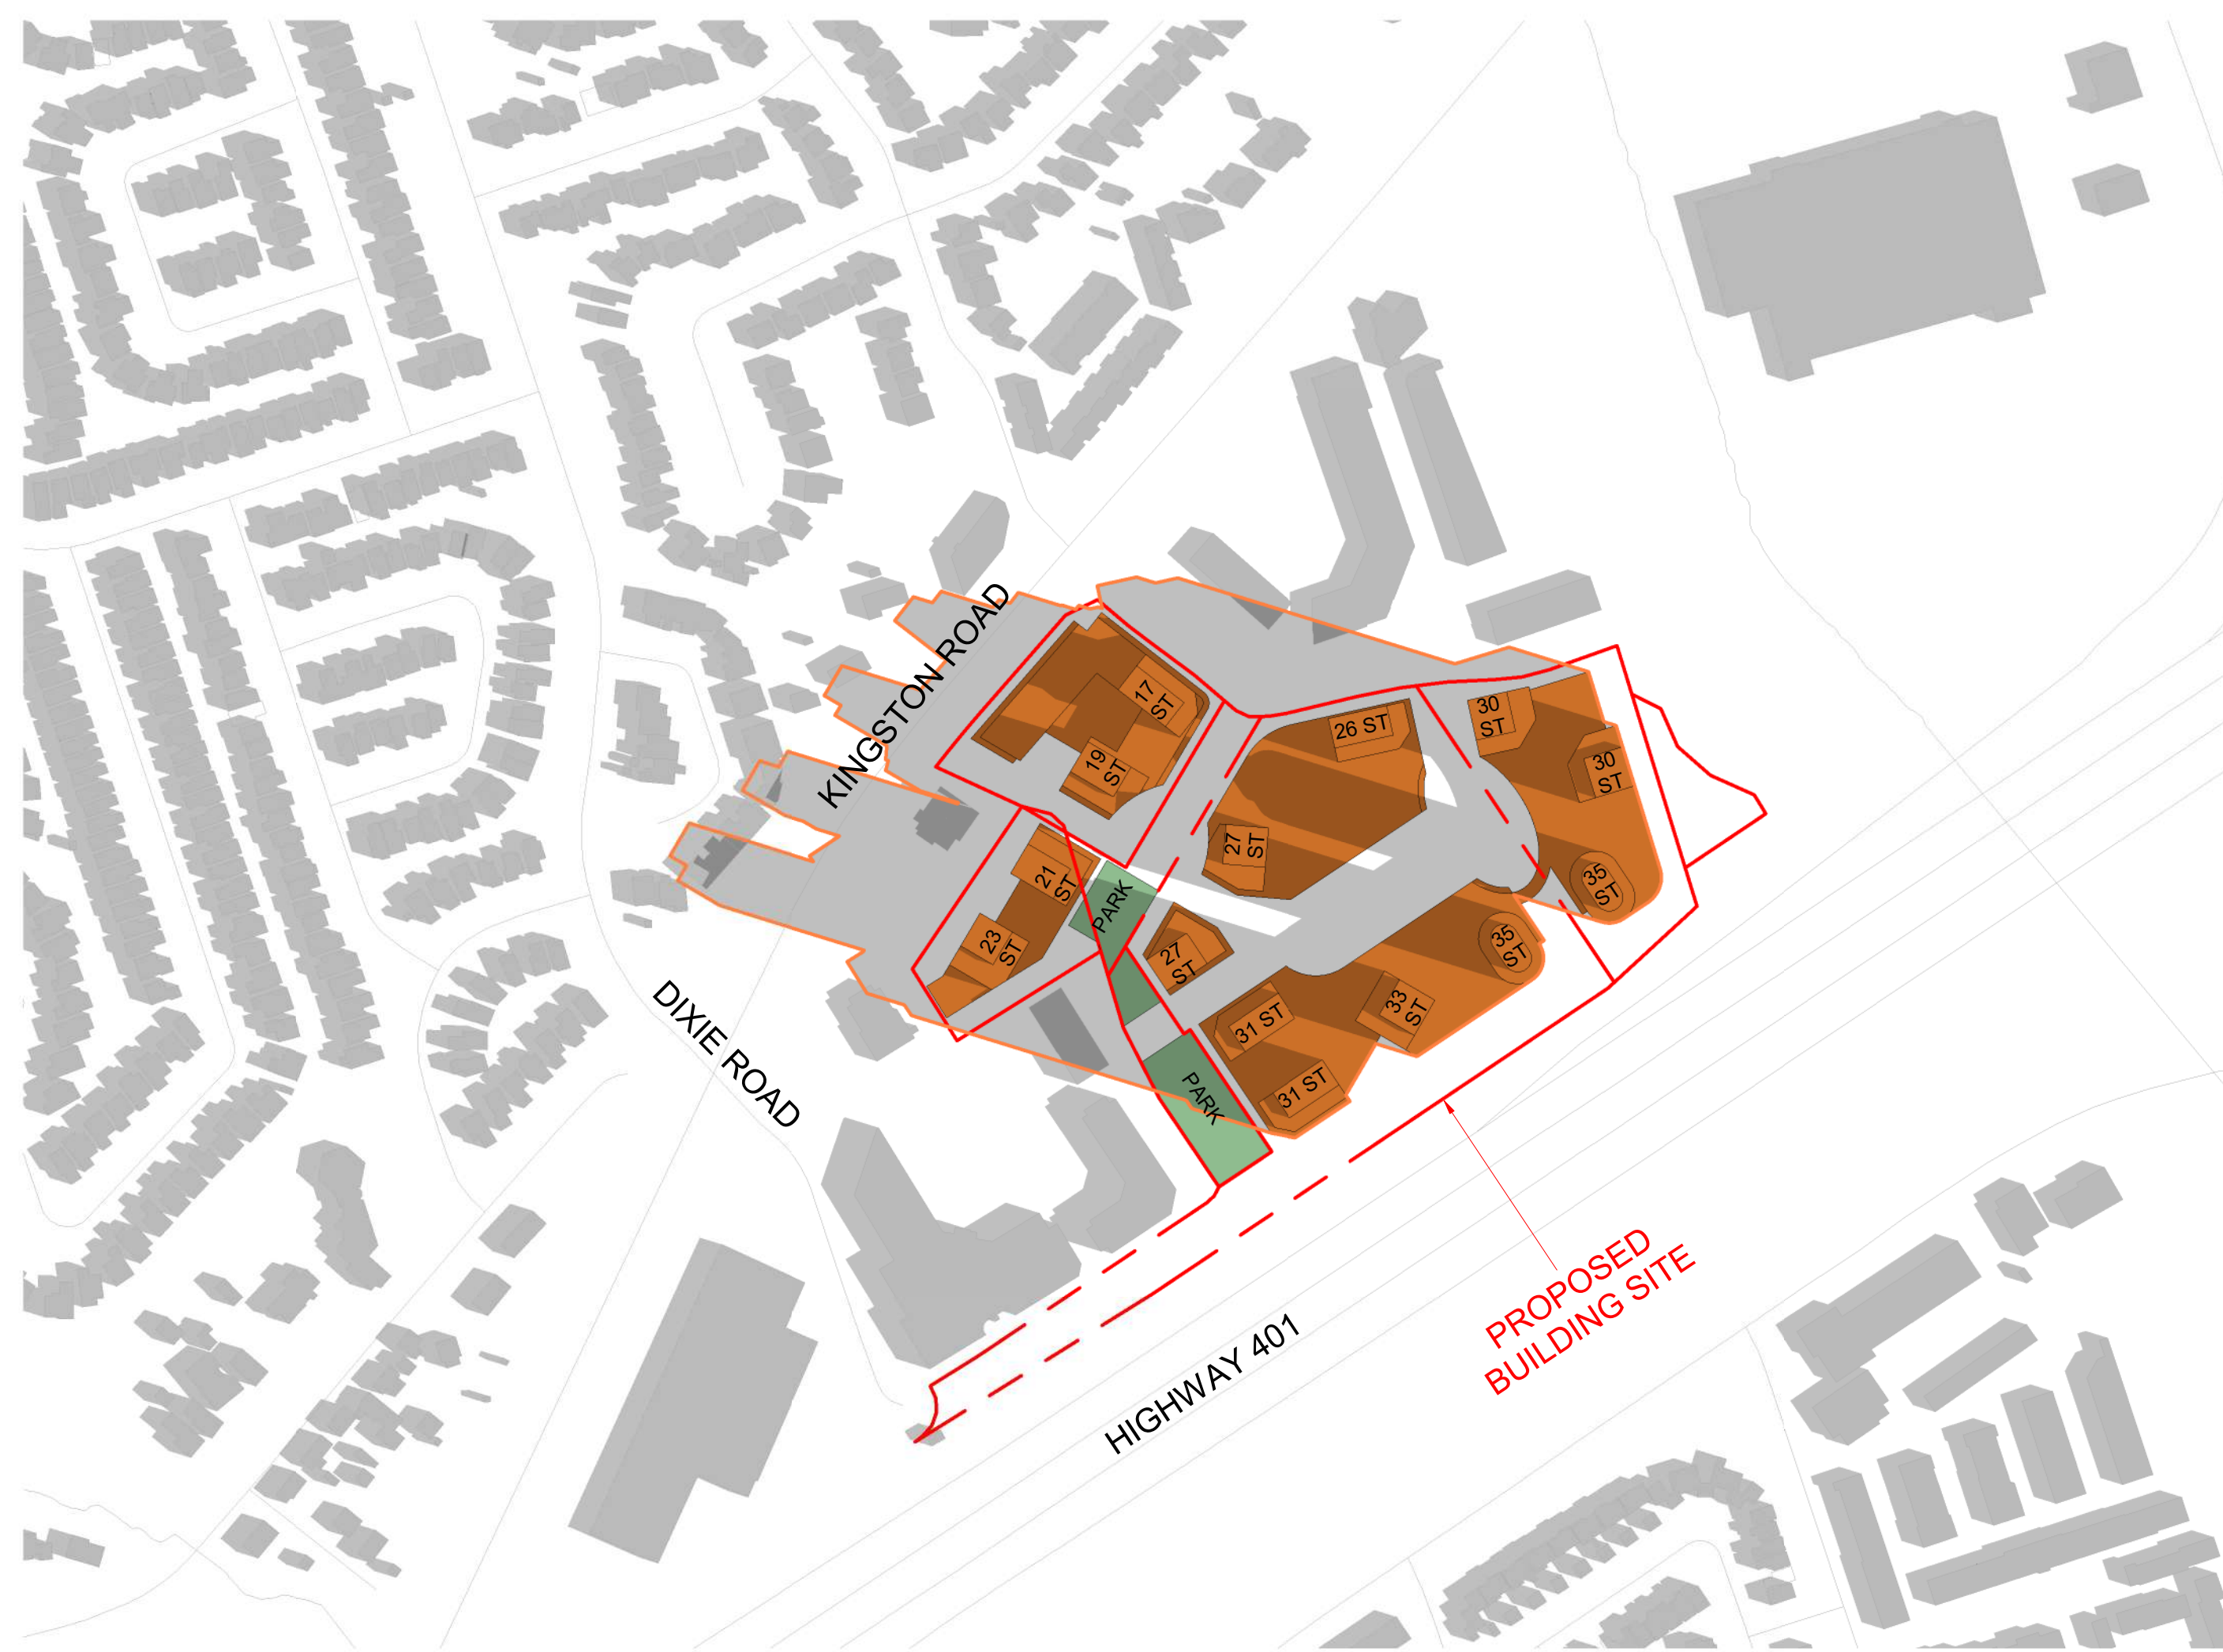 KINGSTON ROAD
17
ST
19
ST
26 ST
30
ST
30
ST
27
ST
21
ST
PARK
35
ST
23
ST
27
ST
35
ST
33
ST
31 ST
PARK
31 ST
DIXIE ROAD
HIGHWAY 401
PROPOSED
BUILDING SITE